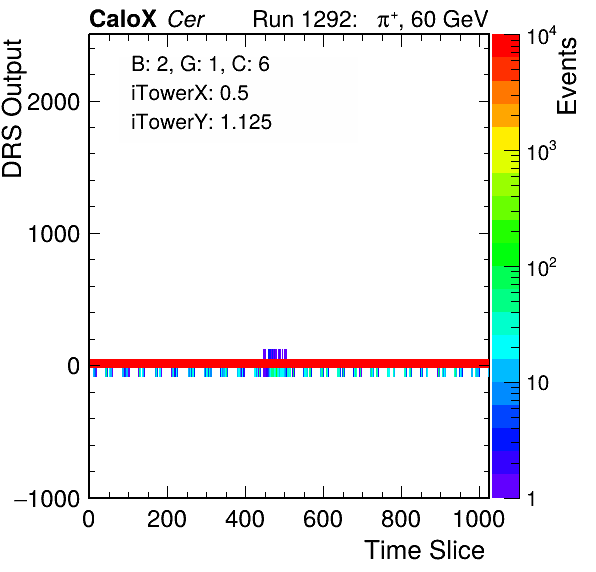 CaloX Cer Run 1292: π⁺, 60 GeV
B: 2, G: 1, C: 6
iTowerX: 0.5
iTowerY: 1.125
DRS Output
2000
1000
0
−1000
0 200 400 600 800 1000
Time Slice
Events
10⁴
10³
10²
10
1